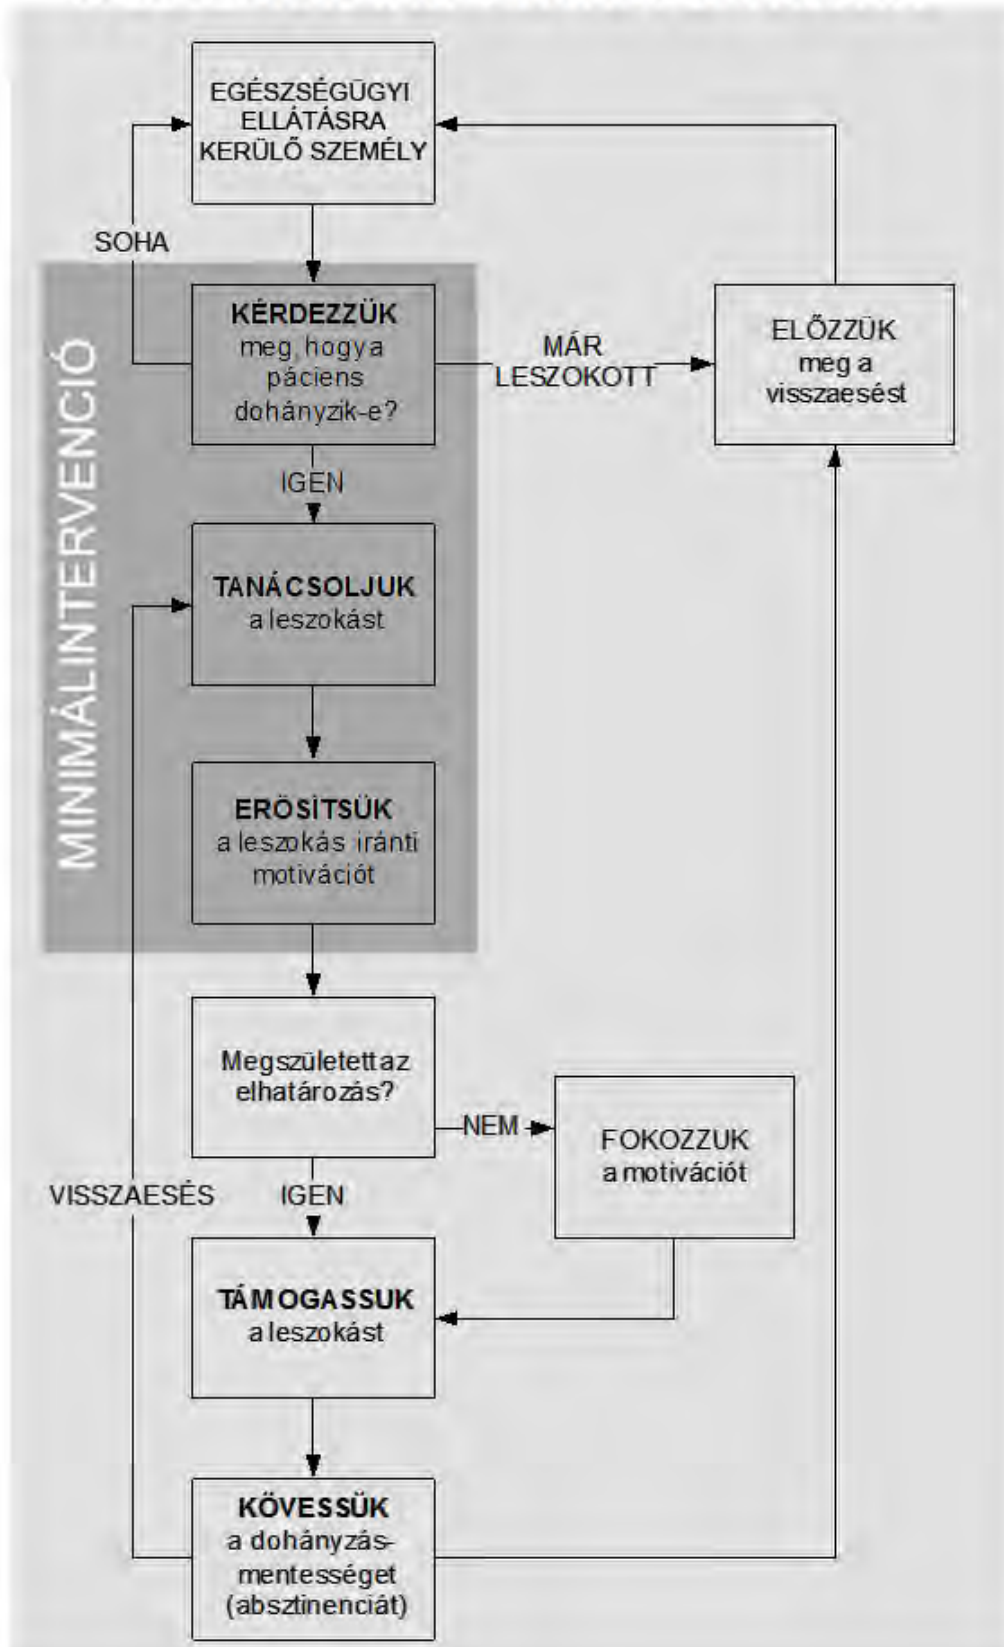 EGÉSZSÉGÜGYI
ELLÁTÁSRA
KERÜLŐ SZEMÉLY
SOHA
MINIMÁLINTERVENCIÓ
KÉRDEZZÜK
meg, hogy a
páciens
dohányzik-e?
MÁR
LESZOKOTT
ELŐZZÜK
meg a
visszaesést
IGEN
TANÁCSOLJUK
a leszokást
ERŐSÍTSÜK
a leszokás iránti
motivációt
Megszületett az
elhatározás?
NEM
FOKOZZUK
a motivációt
VISSZAESÉS
IGEN
TÁMOGASSUK
a leszokást
KÖVESSÜK
a dohányzás-
mentességet
(absztinenciát)